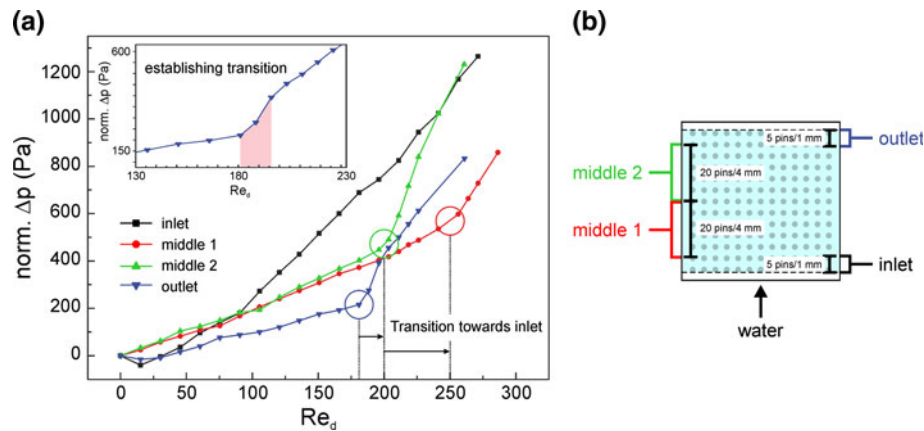 (a)
norm. Δp (Pa)
1200
1000
800
600
400
200
0
0
50
100
150
200
250
300
Re_d
600
150
norm. Δp (Pa)
establishing transition
130
180
230
Re_d
inlet
middle 1
middle 2
outlet
Transition towards inlet
(b)
5 pins/1 mm
outlet
middle 2
20 pins/4 mm
middle 1
20 pins/4 mm
5 pins/1 mm
inlet
water